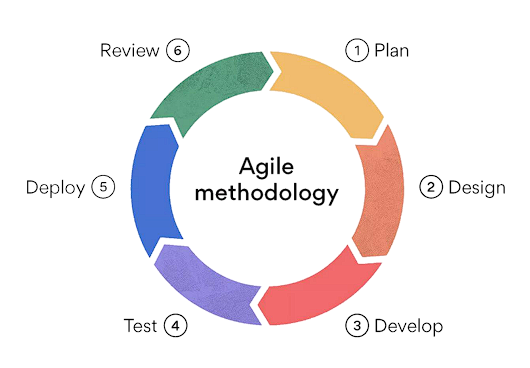 Agile
methodology
1 Plan
2 Design
3 Develop
Test 4
Deploy 5
Review 6